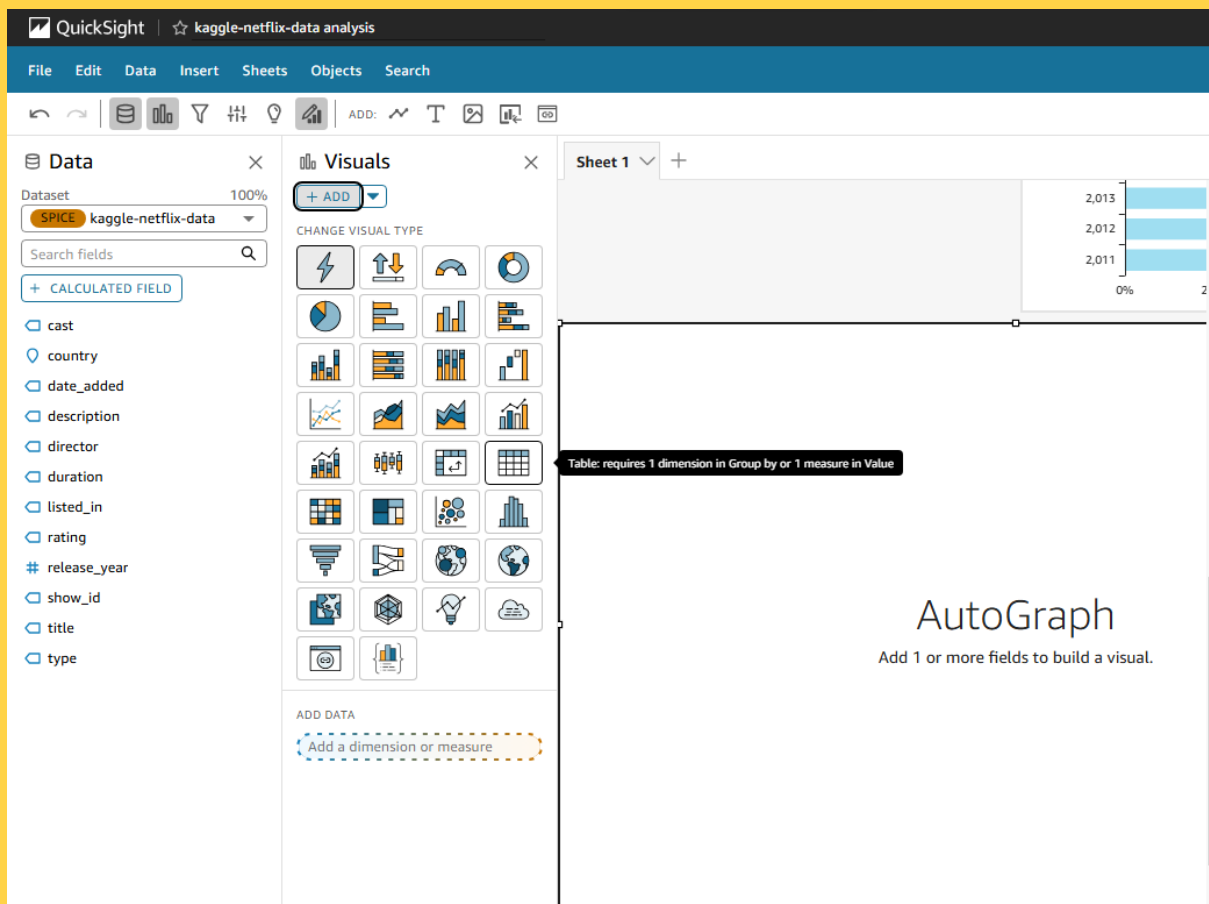 QuickSight kaggle-netflix-data analysis
File Edit Data Insert Sheets Objects Search
ADD:
Data
Dataset 100%
SPICE kaggle-netflix-data
Search fields
+ CALCULATED FIELD
cast
country
date_added
description
director
duration
listed_in
rating
release_year
show_id
title
type
Visuals
+ ADD
CHANGE VISUAL TYPE
ADD DATA
Add a dimension or measure
Sheet 1
2,013
2,012
2,011
0% 2
Table: requires 1 dimension in Group by or 1 measure in Value
AutoGraph
Add 1 or more fields to build a visual.